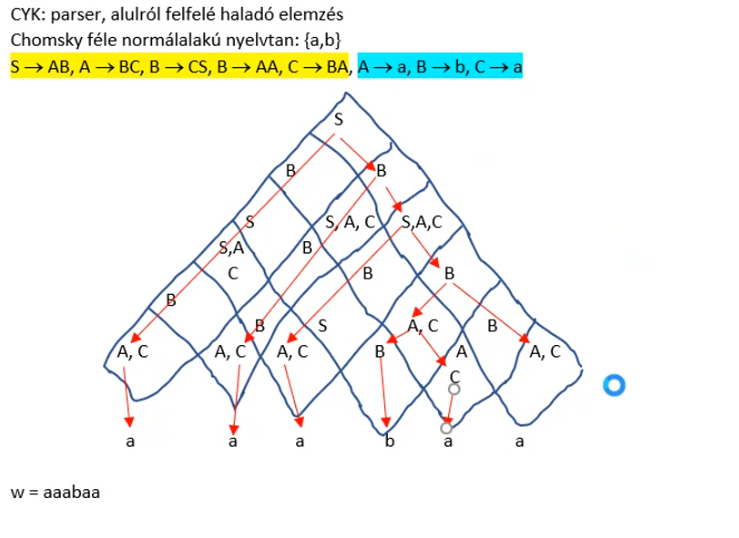 CYK: parser, alulról felfelé haladó elemzés
Chomsky féle normálalakú nyelvtan: {a,b}
S → AB, A → BC, B → CS, B → AA, C → BA, A → a, B → b, C → a
S
B B
S S, A, C S,A,C
S,A B
C B B
B
B S A, C B
A, C A, C A, C B A A, C
C
a a a b a a
w = aaabaa